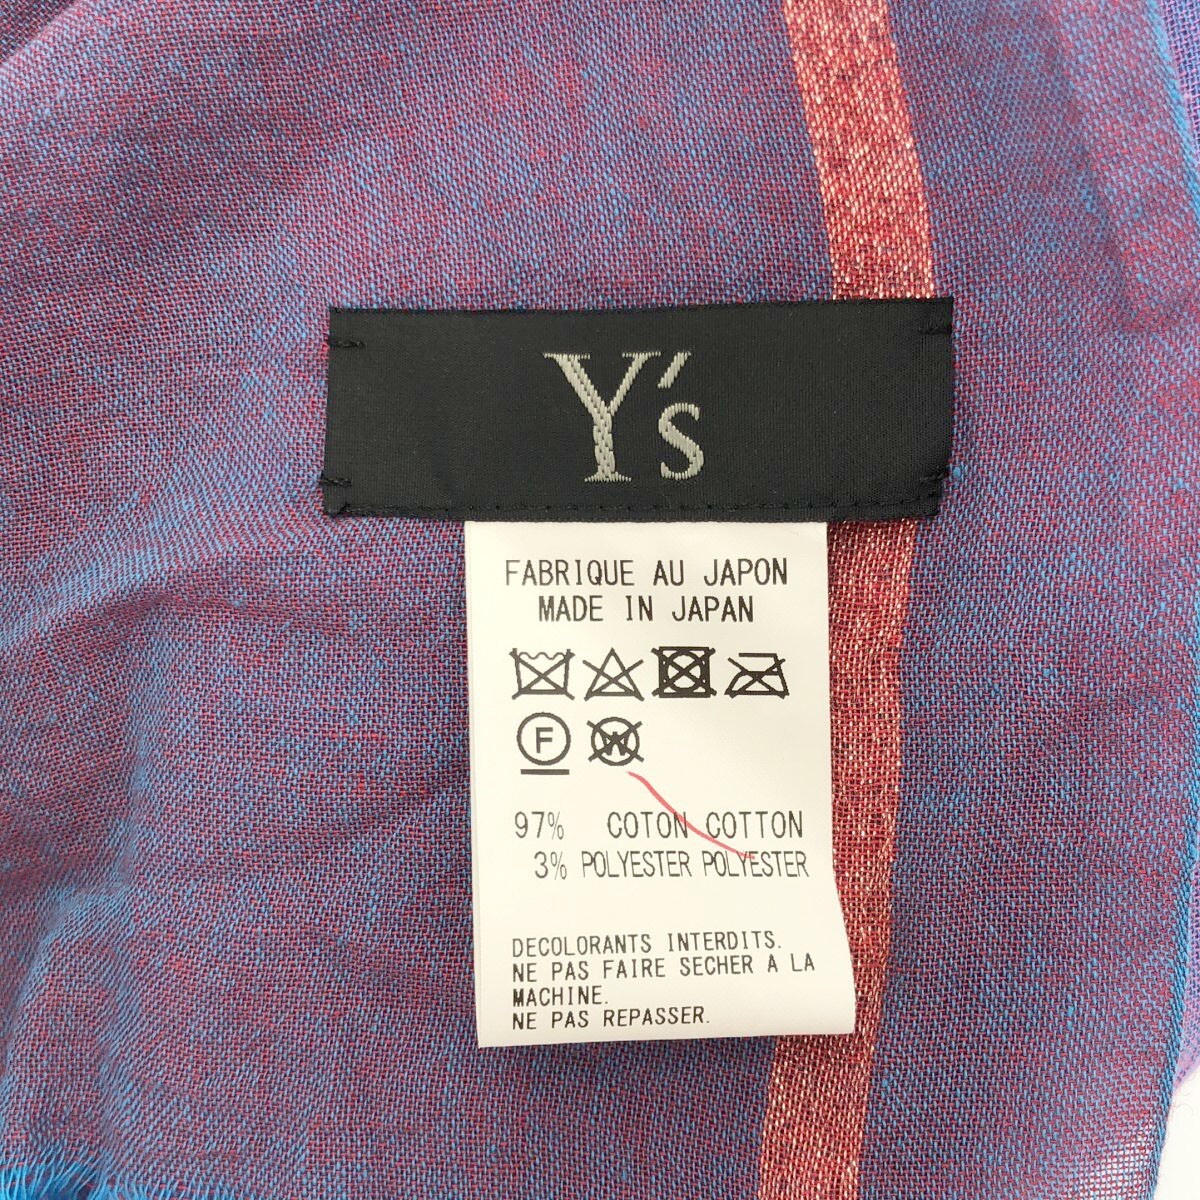 Y's
FABRIQUE AU JAPON
MADE IN JAPAN
F W
97% COTON COTTON
3% POLYESTER POLYESTER
DECOLORANTS INTERDITS.
NE PAS FAIRE SECHER A LA
MACHINE.
NE PAS REPASSER.